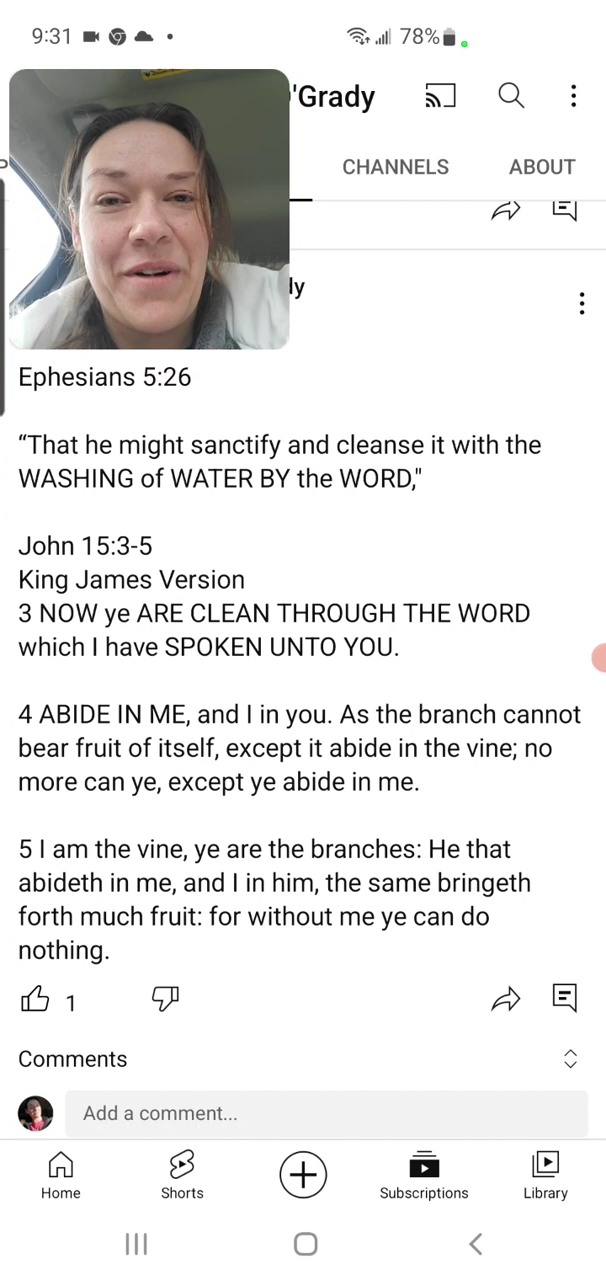 9:31
78%
'Grady
CHANNELS
ABOUT
dy
Ephesians 5:26
“That he might sanctify and cleanse it with the
WASHING of WATER BY the WORD,"
John 15:3-5
King James Version
3 NOW ye ARE CLEAN THROUGH THE WORD
which I have SPOKEN UNTO YOU.
4 ABIDE IN ME, and I in you. As the branch cannot
bear fruit of itself, except it abide in the vine; no
more can ye, except ye abide in me.
5 I am the vine, ye are the branches: He that
abideth in me, and I in him, the same bringeth
forth much fruit: for without me ye can do
nothing.
1
Comments
Add a comment...
Home
Shorts
Subscriptions
Library